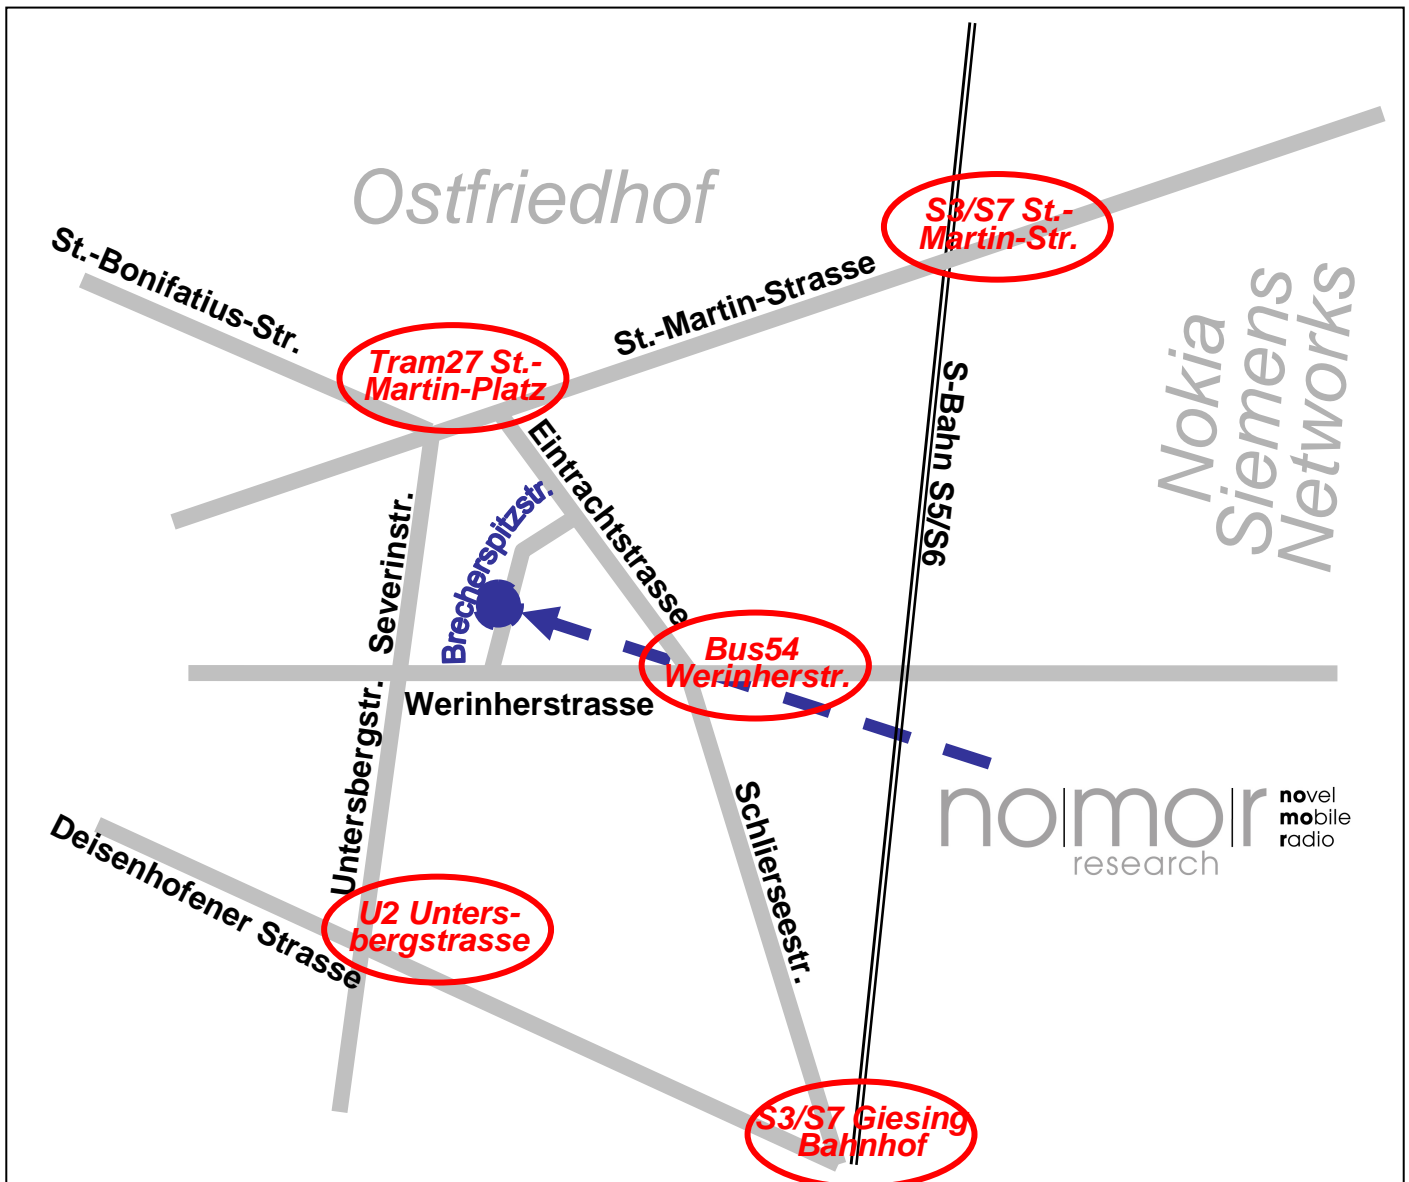 Ostfriedhof
S3/S7 St.-
Martin-Str.
St.-Bonifatius-Str.
St.-Martin-Strasse
Nokia
Siemens
Networks
Tram27 St.-
Martin-Platz
S-Bahn S5/S6
Eintrachtstrasse
Brecherspitzstr.
Severinstr.
Bus54
Werinherstr.
Werinherstrasse
Untersbergstr.
Schlierseestr.
no|mo|r
research
novel
mobile
radio
Deisenhofener Strasse
U2 Unters-
bergstrasse
S3/S7 Giesing
Bahnhof